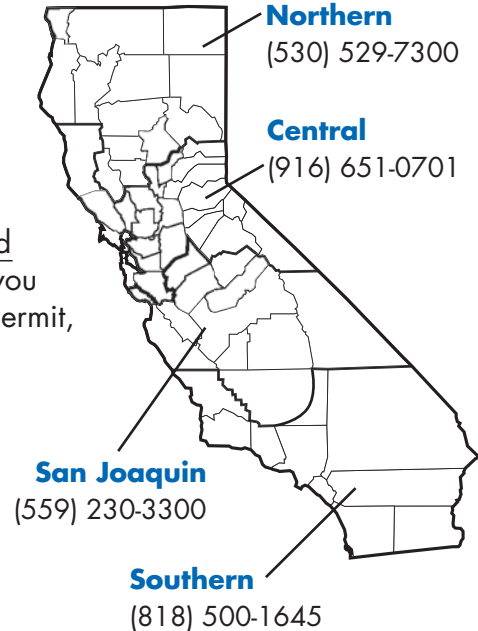 Northern
(530) 529-7300
Central
(916) 651-0701
d
you
ermit,
San Joaquin
(559) 230-3300
Southern
(818) 500-1645